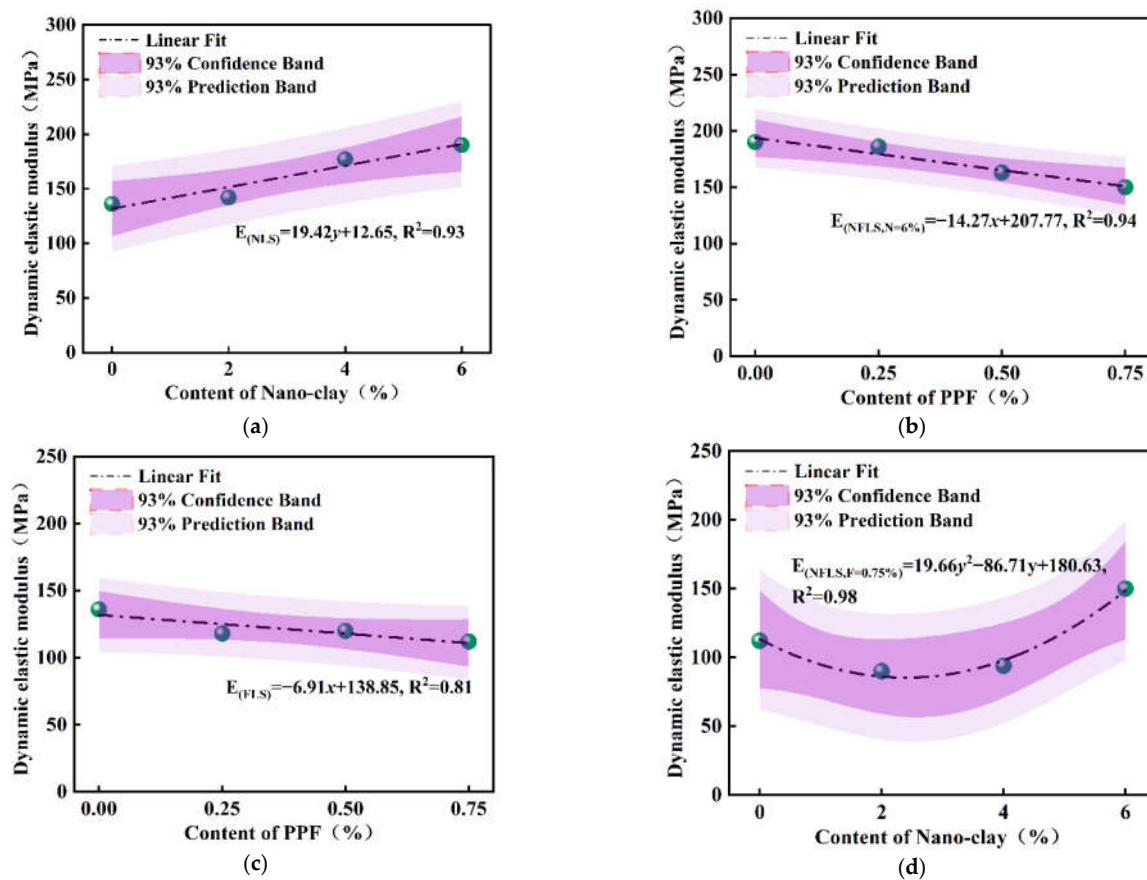 300
250
200
150
100
50
0
Dynamic elastic modulus（MPa）
Linear Fit
93% Confidence Band
93% Prediction Band
E(NLS)=19.42y+12.65, R²=0.93
0 2 4 6
Content of Nano-clay（%）
(a)
300
250
200
150
100
50
0
Dynamic elastic modulus（MPa）
Linear Fit
93% Confidence Band
93% Prediction Band
E(NFLS,N=6%)=−14.27x+207.77, R²=0.94
0.00 0.25 0.50 0.75
Content of PPF（%）
(b)
250
200
150
100
50
0
Dynamic elastic modulus（MPa）
Linear Fit
93% Confidence Band
93% Prediction Band
E(FLS)=−6.91x+138.85, R²=0.81
0.00 0.25 0.50 0.75
Content of PPF（%）
(c)
250
200
150
100
50
0
Dynamic elastic modulus（MPa）
Linear Fit
93% Confidence Band
93% Prediction Band
E(NFLS,F=0.75%)=19.66y²−86.71y+180.63,
R²=0.98
0 2 4 6
Content of Nano-clay（%）
(d)